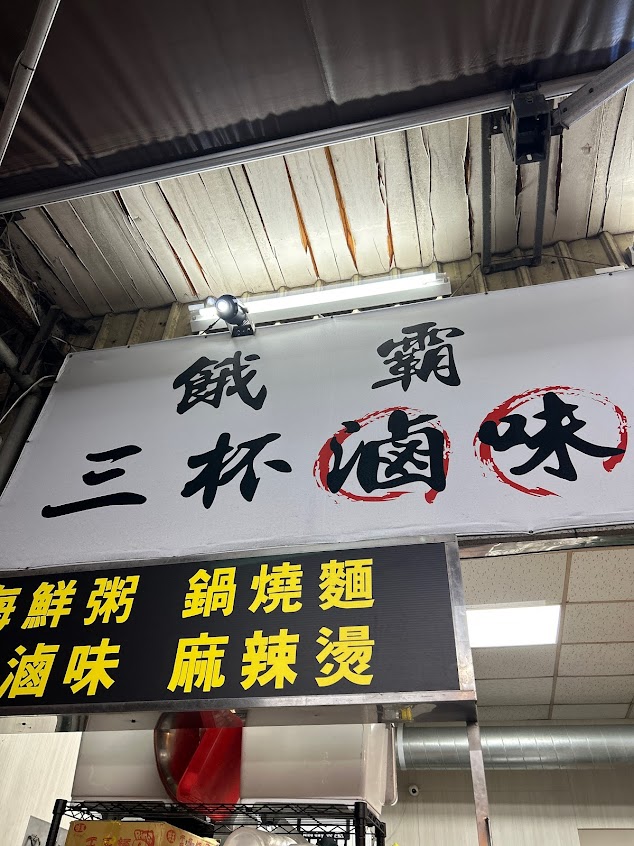 餓霸
三杯滷味
海鮮粥 鍋燒麵
滷味 麻辣燙